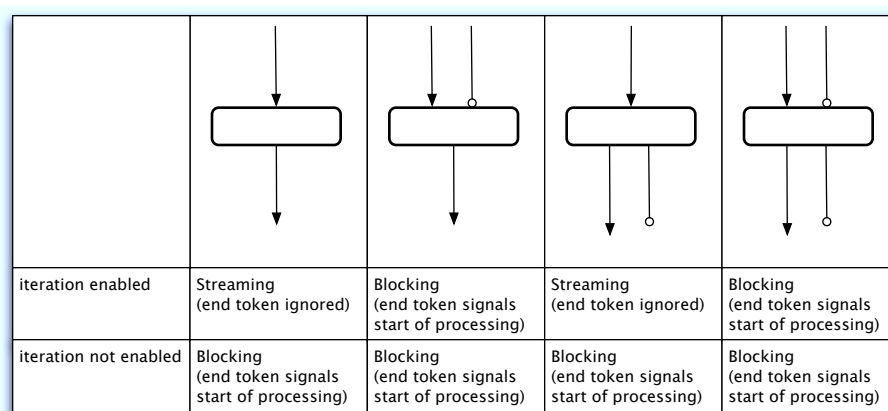 iteration enabled
Streaming
(end token ignored)
Blocking
(end token signals
start of processing)
Streaming
(end token ignored)
Blocking
(end token signals
start of processing)
iteration not enabled
Blocking
(end token signals
start of processing)
Blocking
(end token signals
start of processing)
Blocking
(end token signals
start of processing)
Blocking
(end token signals
start of processing)